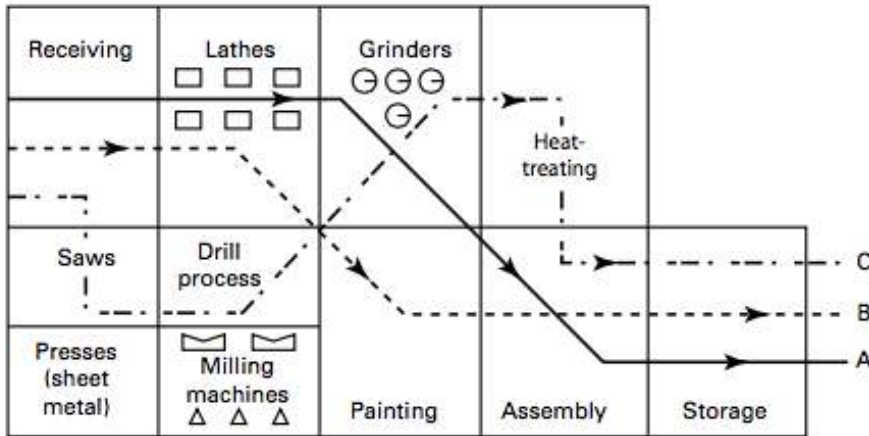 Receiving
Lathes
Grinders
Heat-
treating
Saws
Drill
process
C
B
A
Presses
(sheet
metal)
Milling
machines
Painting
Assembly
Storage